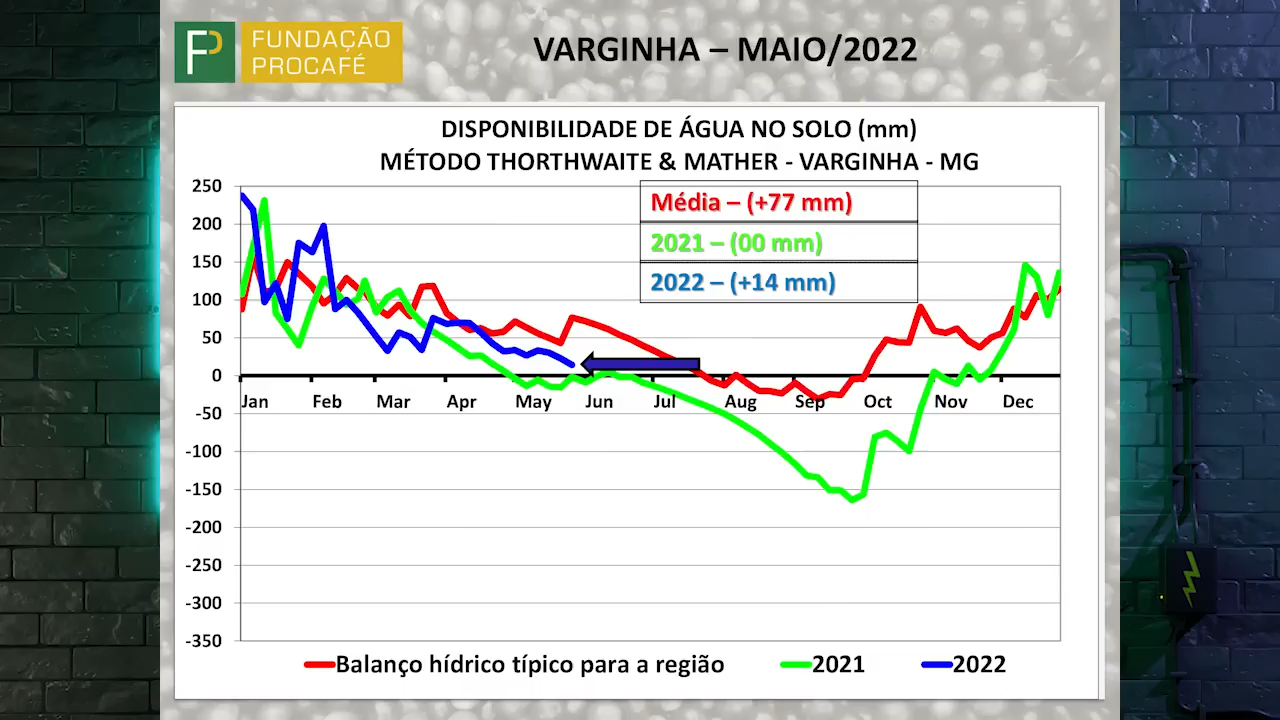 FUNDAÇÃO
PROCAFÉ
VARGINHA – MAIO/2022
DISPONIBILIDADE DE ÁGUA NO SOLO (mm)
MÉTODO THORTHWAITE & MATHER - VARGINHA - MG
Média – (+77 mm)
2021 – (00 mm)
2022 – (+14 mm)
250
200
150
100
50
0
-50
-100
-150
-200
-250
-300
-350
Jan Feb Mar Apr May Jun Jul Aug Sep Oct Nov Dec
Balanço hídrico típico para a região 2021 2022